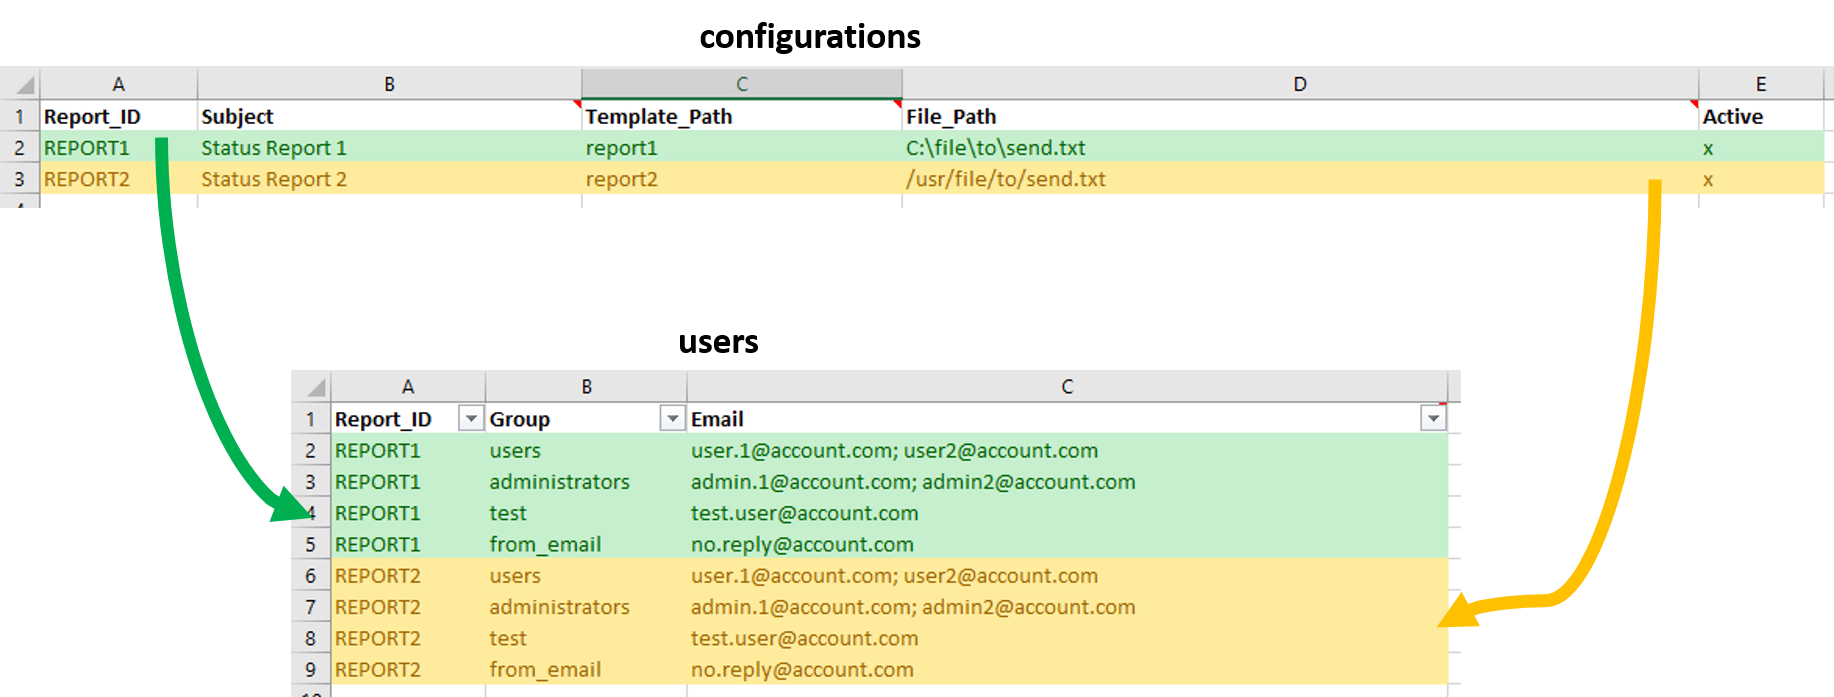 configurations
A B C D E
1 Report_ID Subject Template_Path File_Path Active
2 REPORT1 Status Report 1 report1 C:\file\to\send.txt x
3 REPORT2 Status Report 2 report2 /usr/file/to/send.txt x
users
A B C
1 Report_ID Group Email
2 REPORT1 users user.1@account.com; user2@account.com
3 REPORT1 administrators admin.1@account.com; admin2@account.com
4 REPORT1 test test.user@account.com
5 REPORT1 from_email no.reply@account.com
6 REPORT2 users user.1@account.com; user2@account.com
7 REPORT2 administrators admin.1@account.com; admin2@account.com
8 REPORT2 test test.user@account.com
9 REPORT2 from_email no.reply@account.com